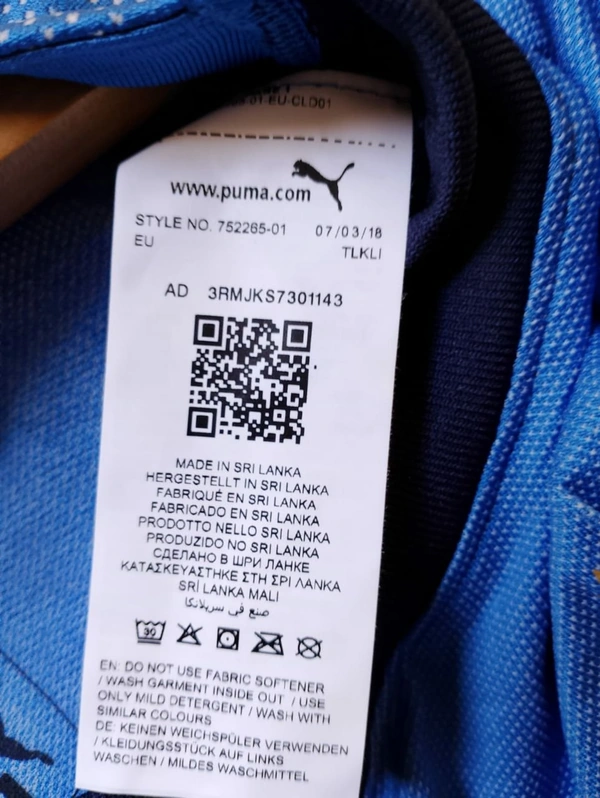 01-EU-CLD01
www.puma.com
STYLE NO. 752265-01 07/03/18
EU TLKLI
AD 3RMJKS7301143
MADE IN SRI LANKA
HERGESTELLT IN SRI LANKA
FABRIQUÉ EN SRI LANKA
FABRICADO EN SRI LANKA
PRODOTTO NELLO SRI LANKA
PRODUZIDO NO SRI LANKA
СДЕЛАНО В ШРИ ЛАНКЕ
ΚΑΤΑΣΚΕΥΑΣΤΗΚΕ ΣΤΗ ΣΡΙ ΛΑΝΚΑ
SRİ LANKA MALI
صنع في سريلانكا
30
EN: DO NOT USE FABRIC SOFTENER
/ WASH GARMENT INSIDE OUT / USE
ONLY MILD DETERGENT / WASH WITH
SIMILAR COLOURS
DE: KEINEN WEICHSPÜLER VERWENDEN
/ KLEIDUNGSSTÜCK AUF LINKS
WASCHEN / MILDES WASCHMITTEL